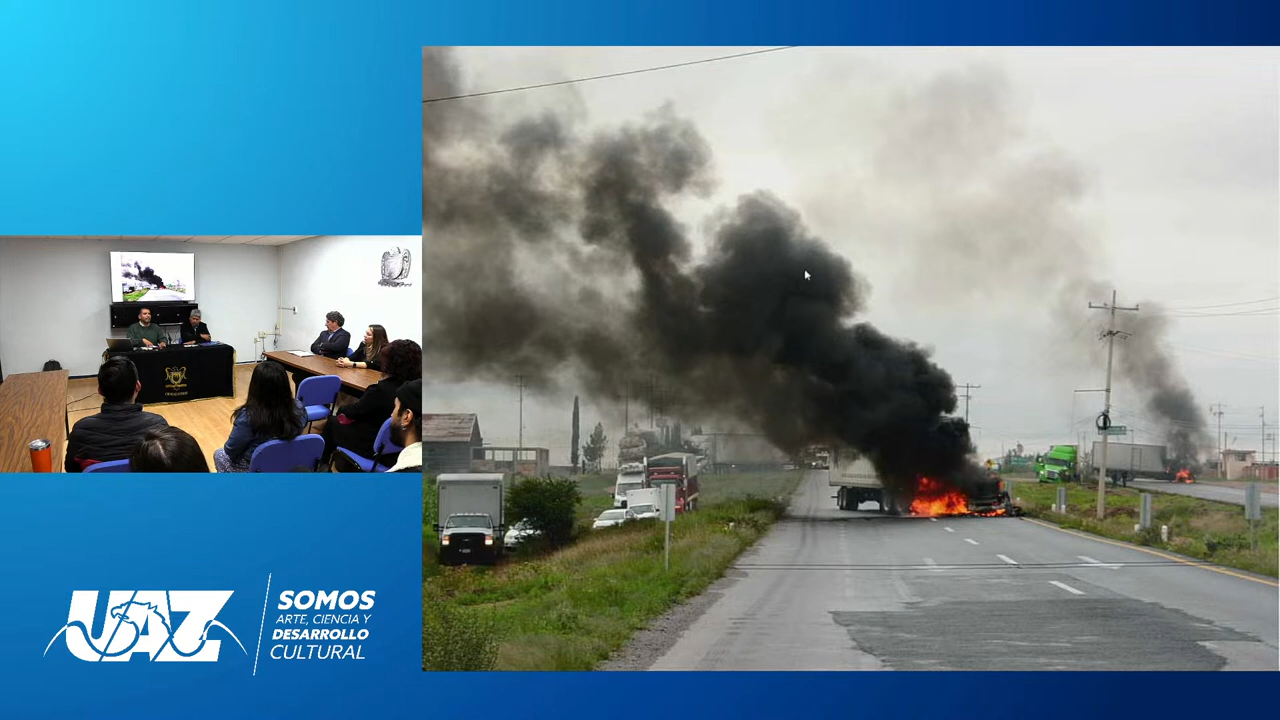 UAZ
SOMOS
ARTE, CIENCIA Y
DESARROLLO
CULTURAL